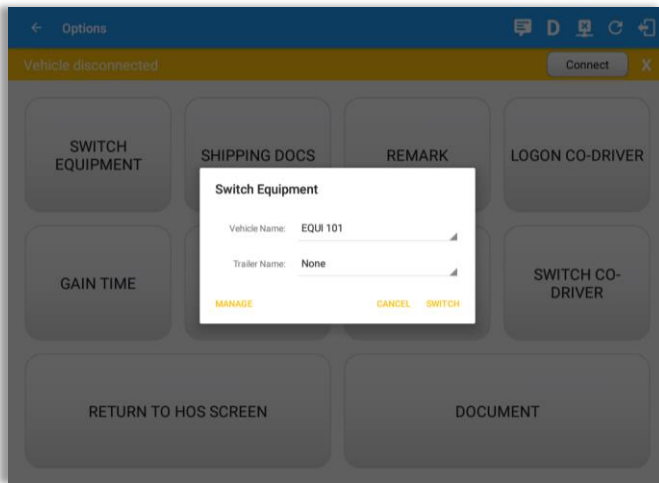 Options
D
Vehicle disconnected
Connect
X
SWITCH
EQUIPMENT
SHIPPING DOCS
REMARK
LOGON CO-DRIVER
Switch Equipment
Vehicle Name:
EQUI 101
Trailer Name:
None
MANAGE
CANCEL
SWITCH
GAIN TIME
SWITCH CO-
DRIVER
RETURN TO HOS SCREEN
DOCUMENT